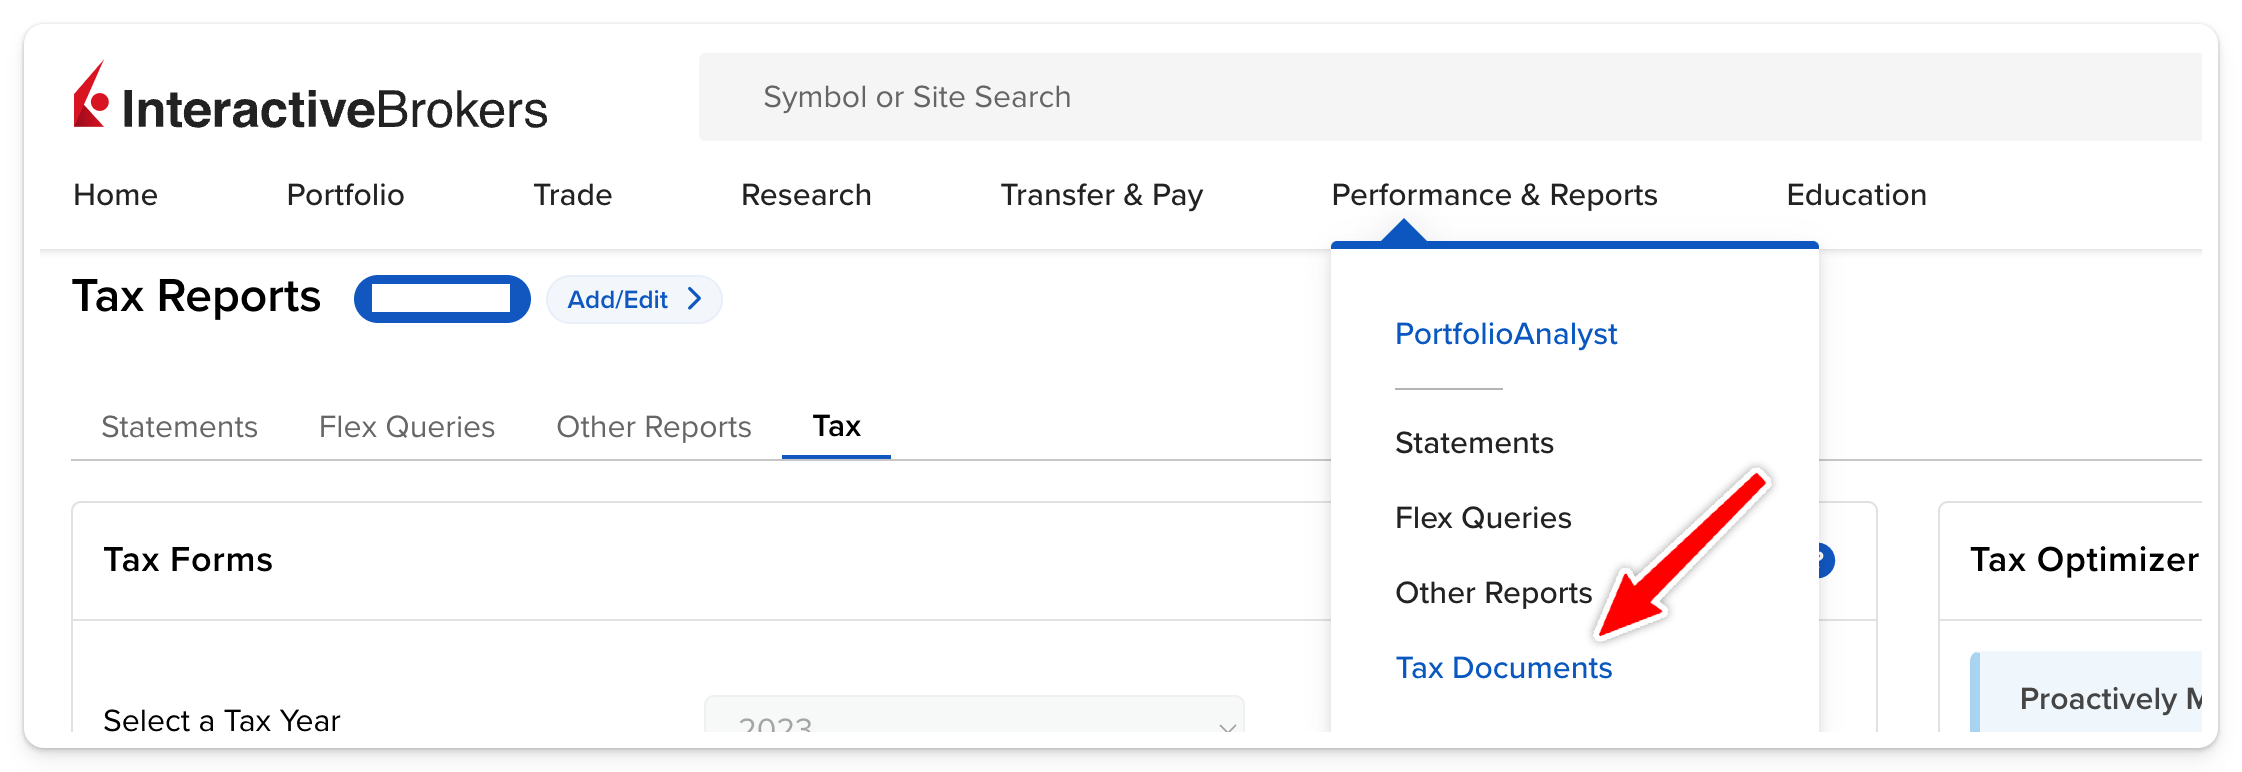 InteractiveBrokers
Symbol or Site Search
Home Portfolio Trade Research Transfer & Pay Performance & Reports Education
Tax Reports Add/Edit
PortfolioAnalyst
Statements Flex Queries Other Reports Tax
Statements
Flex Queries
Other Reports
Tax Documents
Tax Forms
Select a Tax Year 2023
Tax Optimizer
Proactively